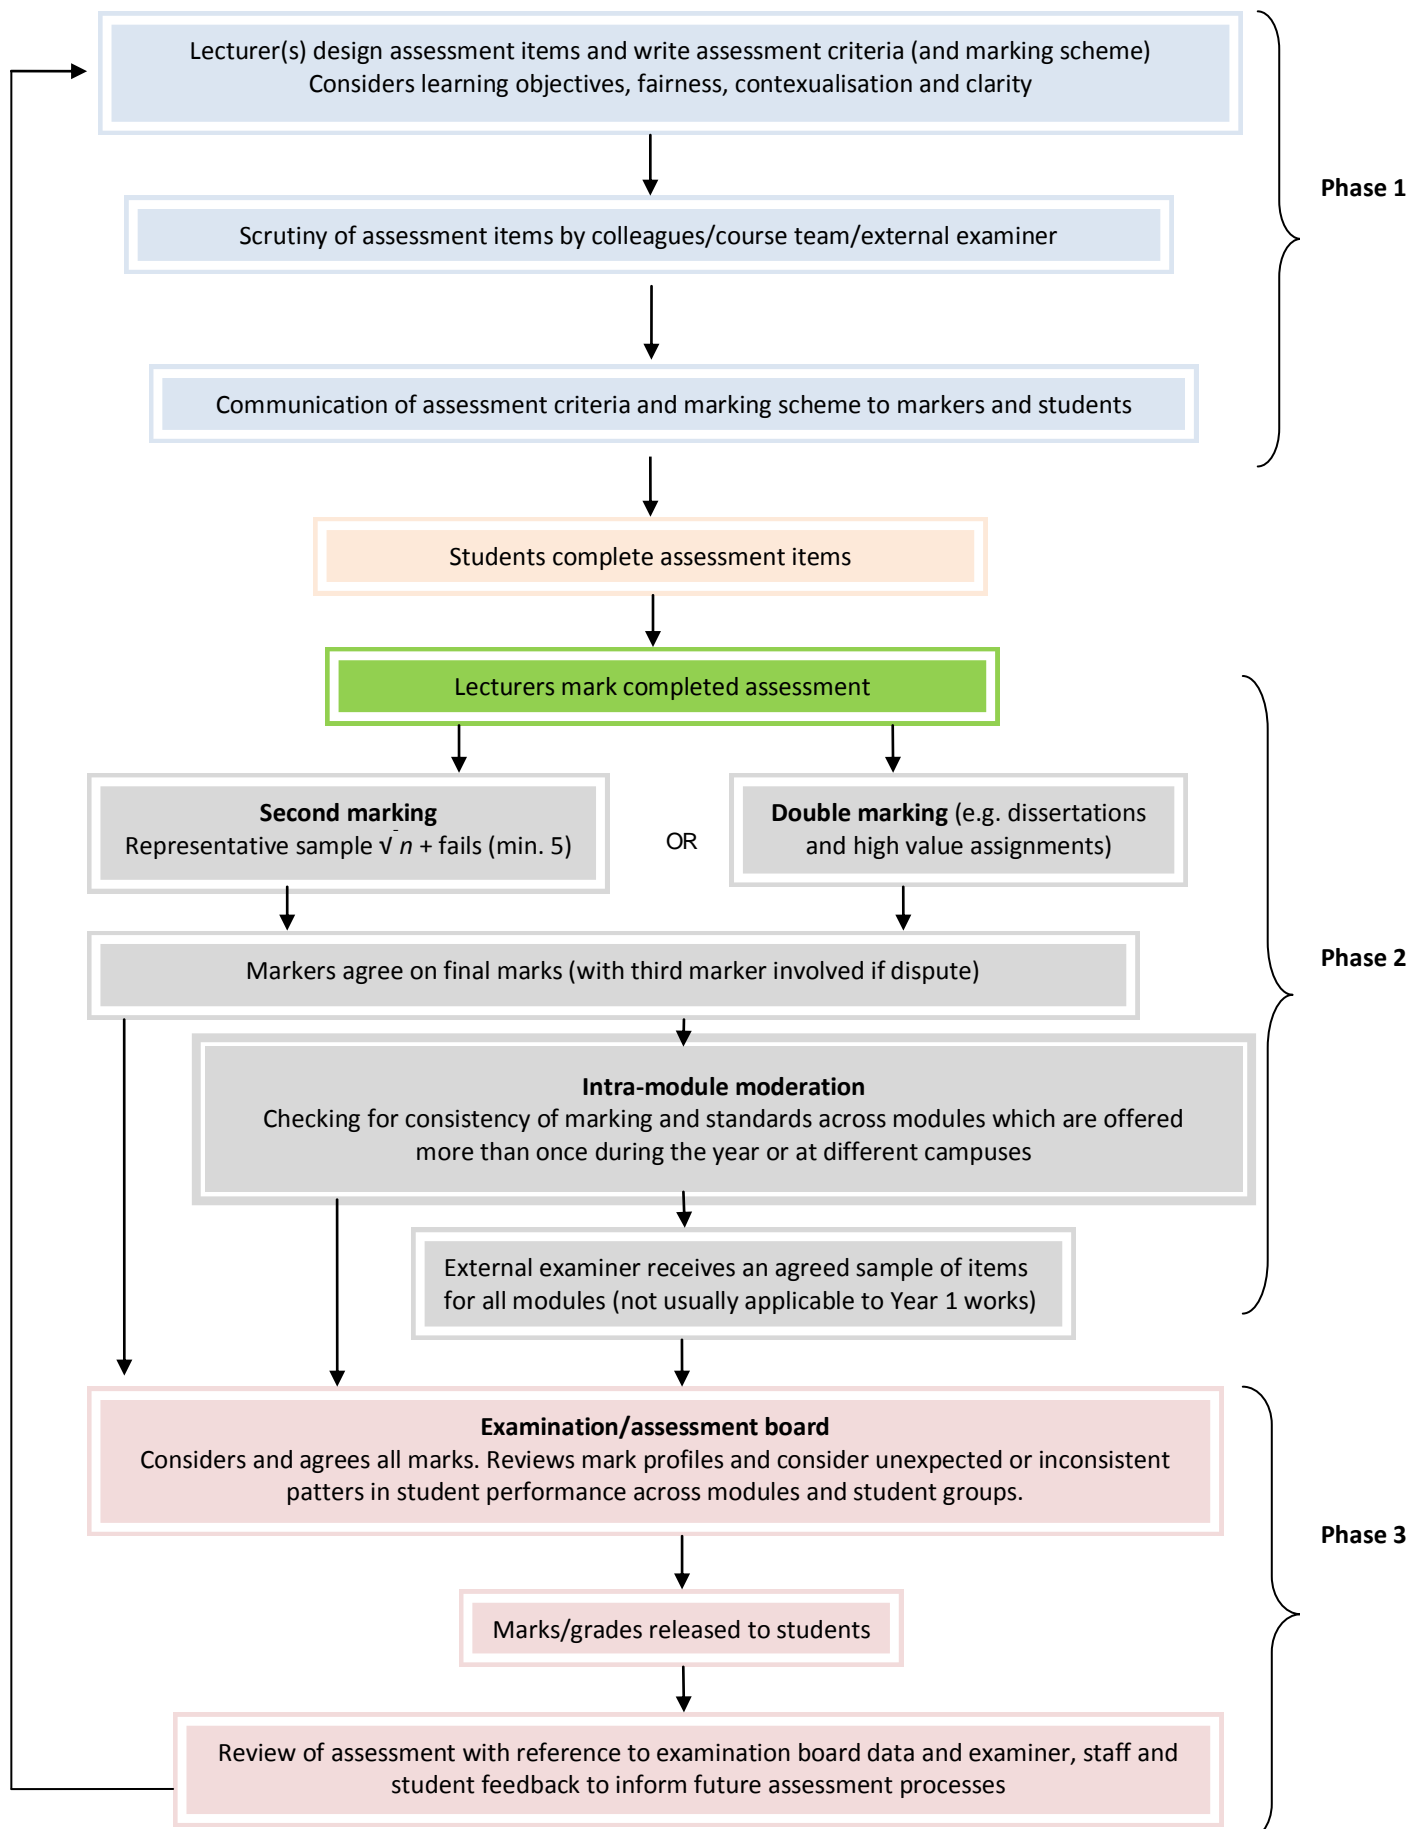 Lecturer(s) design assessment items and write assessment criteria (and marking scheme)
Considers learning objectives, fairness, contexualisation and clarity
Phase 1
Scrutiny of assessment items by colleagues/course team/external examiner
Communication of assessment criteria and marking scheme to markers and students
Students complete assessment items
Lecturers mark completed assessment
Second marking
Representative sample √ n + fails (min. 5)
OR
Double marking (e.g. dissertations
and high value assignments)
Markers agree on final marks (with third marker involved if dispute)
Phase 2
Intra-module moderation
Checking for consistency of marking and standards across modules which are offered
more than once during the year or at different campuses
External examiner receives an agreed sample of items
for all modules (not usually applicable to Year 1 works)
Examination/assessment board
Considers and agrees all marks. Reviews mark profiles and consider unexpected or inconsistent
patters in student performance across modules and student groups.
Phase 3
Marks/grades released to students
Review of assessment with reference to examination board data and examiner, staff and
student feedback to inform future assessment processes